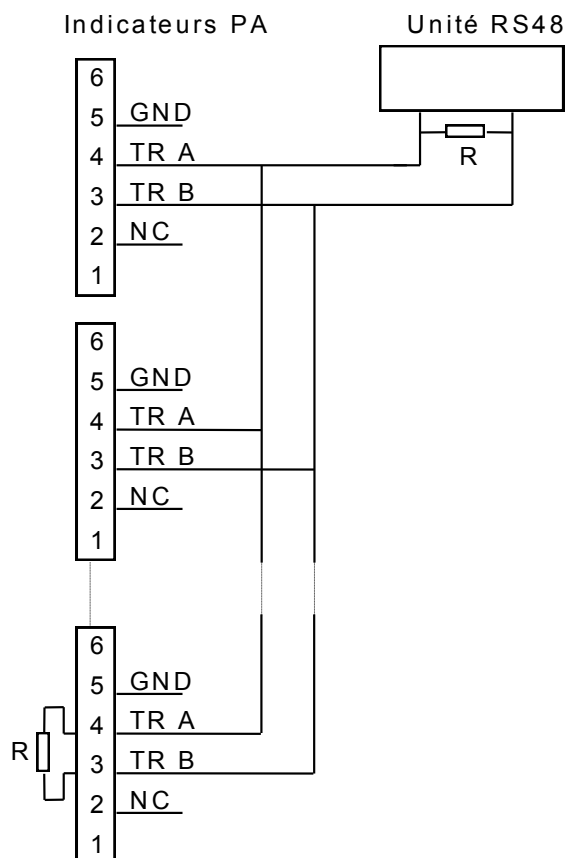 Indicateurs PA
Unité RS48
6
5 GND
4 TR A
3 TR B
2 NC
1
R
6
5 GND
4 TR A
3 TR B
2 NC
1
6
5 GND
4 TR A
3 TR B
2 NC
1
R